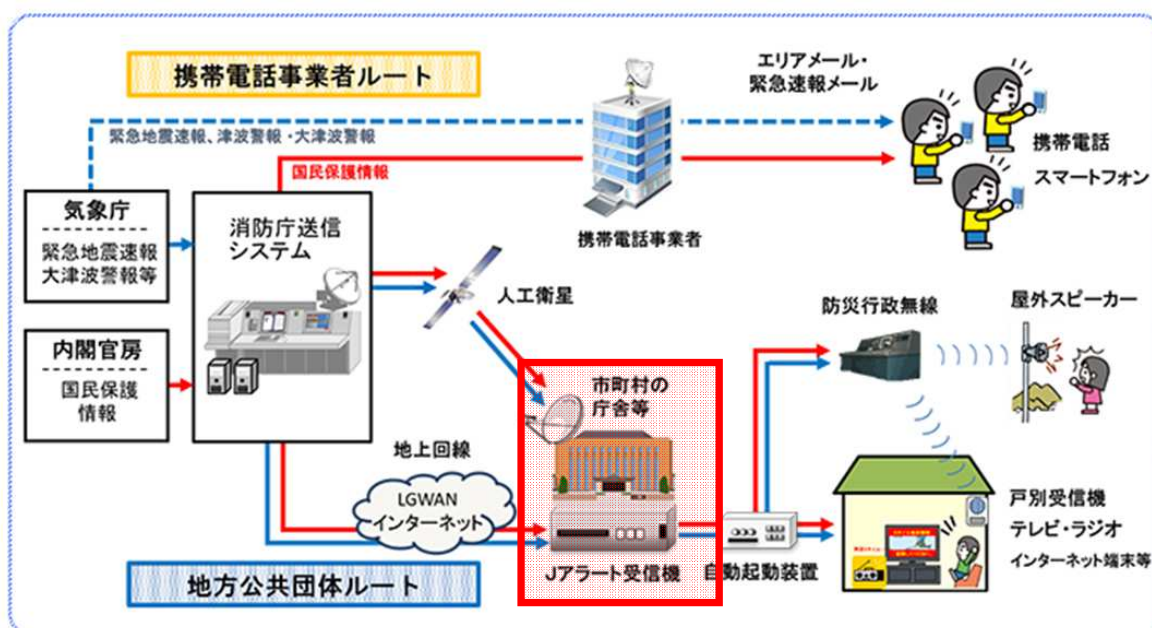 携帯電話事業者ルート
エリアメール・
緊急速報メール
緊急地震速報、津波警報・大津波警報
国民保護情報
携帯電話
スマートフォン
携帯電話事業者
気象庁
緊急地震速報
大津波警報等
消防庁送信
システム
人工衛星
内閣官房
国民保護
情報
市町村の
庁舎等
防災行政無線
屋外スピーカー
地上回線
LGWAN
インターネット
Jアラート受信機
自動起動装置
戸別受信機
テレビ・ラジオ
インターネット端末等
地方公共団体ルート